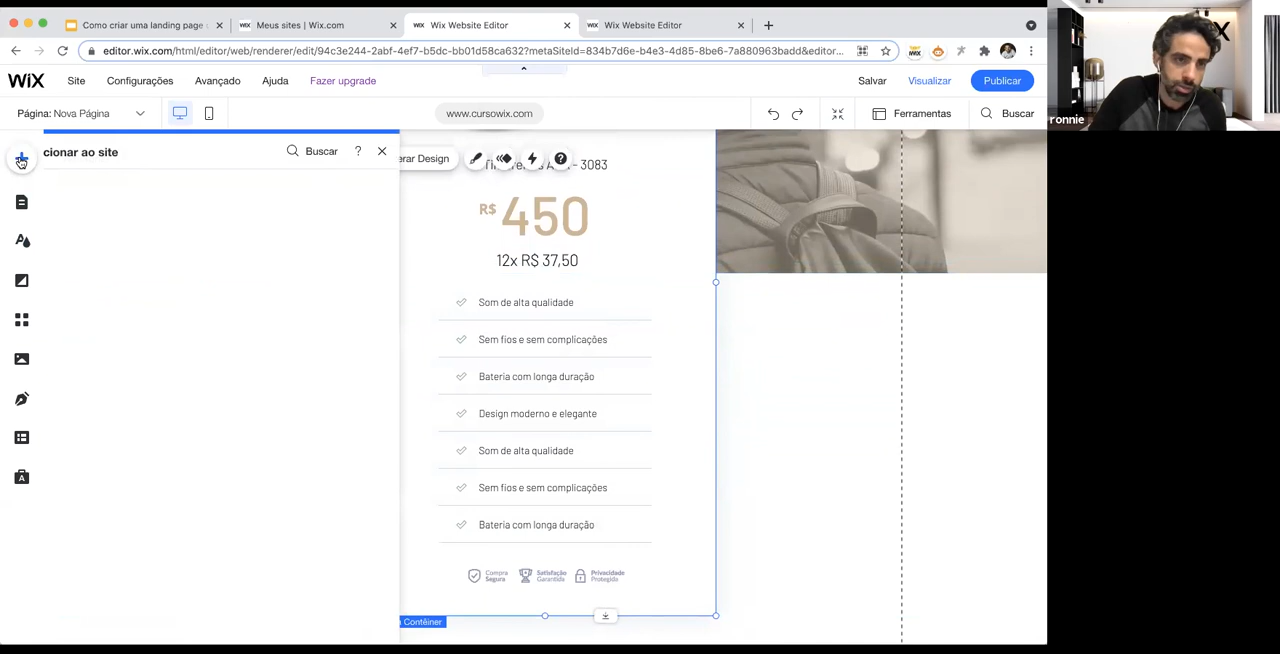 Como criar uma landing page
Meus sites | Wix.com
Wix Website Editor
Wix Website Editor
editor.wix.com/html/editor/web/renderer/edit/94c3e244-2abf-4ef7-b5dc-bb01d58ca632?metaSiteId=834b7d6e-b4e3-4d85-8be6-7a880963badd&editor...
WiX
Site
Configurações
Avançado
Ajuda
Fazer upgrade
Salvar
Visualizar
Publicar
ronnie
Página: Nova Página
www.cursowix.com
Ferramentas
Buscar
cionar ao site
Buscar
?
erar Design
- 3083
R$ 450
12x R$ 37,50
Som de alta qualidade
Sem fios e sem complicações
Bateria com longa duração
Design moderno e elegante
Som de alta qualidade
Sem fios e sem complicações
Bateria com longa duração
Compra Segura
Satisfação Garantida
Privacidade Protegida
Contêiner